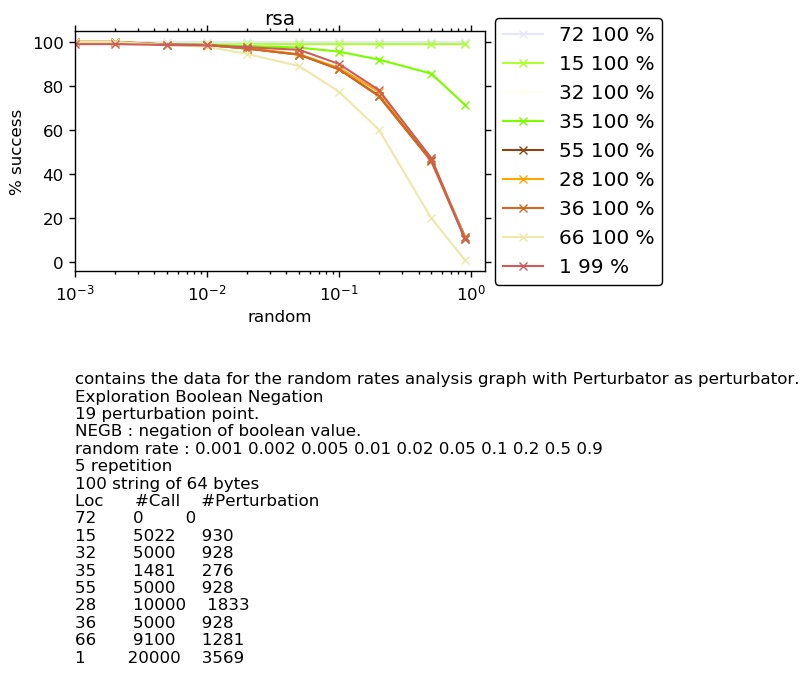 rsa
% success
100
80
60
40
20
0
10^-3
10^-2
10^-1
10^0
random
72 100 %
15 100 %
32 100 %
35 100 %
55 100 %
28 100 %
36 100 %
66 100 %
1 99 %
contains the data for the random rates analysis graph with Perturbator as perturbator.
Exploration Boolean Negation
19 perturbation point.
NEGB : negation of boolean value.
random rate : 0.001 0.002 0.005 0.01 0.02 0.05 0.1 0.2 0.5 0.9
5 repetition
100 string of 64 bytes
Loc #Call #Perturbation
72 0 0
15 5022 930
32 5000 928
35 1481 276
55 5000 928
28 10000 1833
36 5000 928
66 9100 1281
1 20000 3569